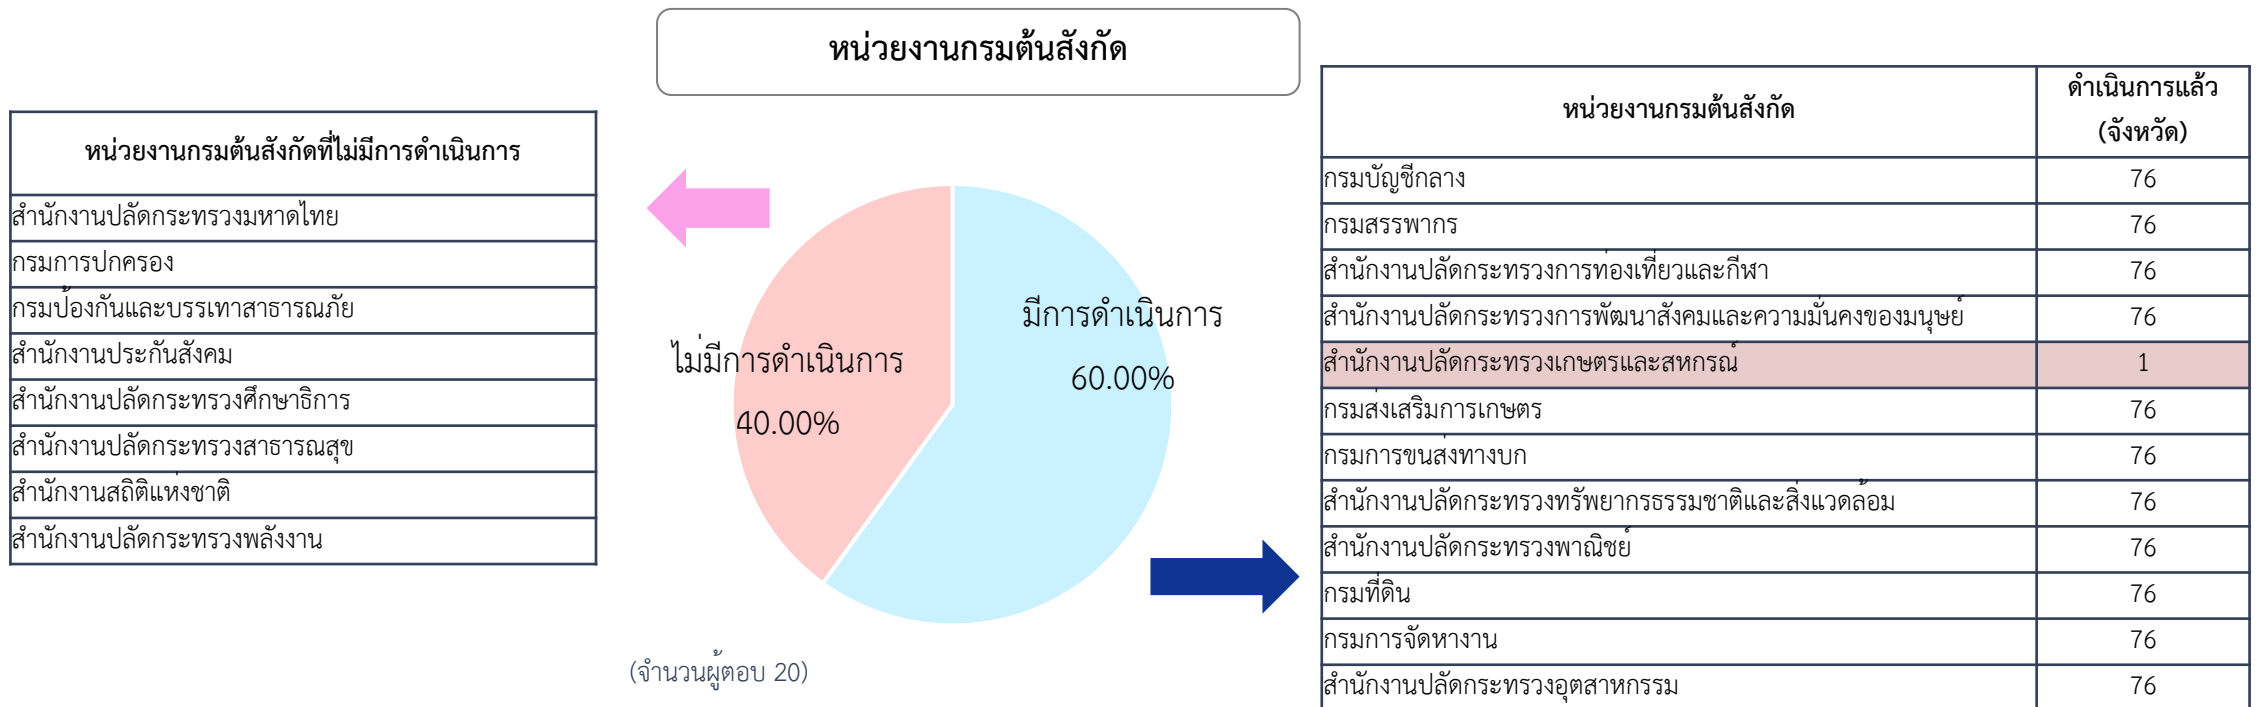 หน่วยงานกรมต้นสังกัด
หน่วยงานกรมต้นสังกัดที่ไม่มีการดำเนินการ
สำนักงานปลัดกระทรวงมหาดไทย
กรมการปกครอง
กรมป้องกันและบรรเทาสาธารณภัย
สำนักงานประกันสังคม
สำนักงานปลัดกระทรวงศึกษาธิการ
สำนักงานปลัดกระทรวงสาธารณสุข
สำนักงานสถิติแห่งชาติ
สำนักงานปลัดกระทรวงพลังงาน
ไม่มีการดำเนินการ
40.00%
มีการดำเนินการ
60.00%
(จำนวนผู้ตอบ 20)
หน่วยงานกรมต้นสังกัด ดำเนินการแล้ว
(จังหวัด)
กรมบัญชีกลาง 76
กรมสรรพากร 76
สำนักงานปลัดกระทรวงการท่องเที่ยวและกีฬา 76
สำนักงานปลัดกระทรวงการพัฒนาสังคมและความมั่นคงของมนุษย์ 76
สำนักงานปลัดกระทรวงเกษตรและสหกรณ์ 1
กรมส่งเสริมการเกษตร 76
กรมการขนส่งทางบก 76
สำนักงานปลัดกระทรวงทรัพยากรธรรมชาติและสิ่งแวดล้อม 76
สำนักงานปลัดกระทรวงพาณิชย์ 76
กรมที่ดิน 76
กรมการจัดหางาน 76
สำนักงานปลัดกระทรวงอุตสาหกรรม 76